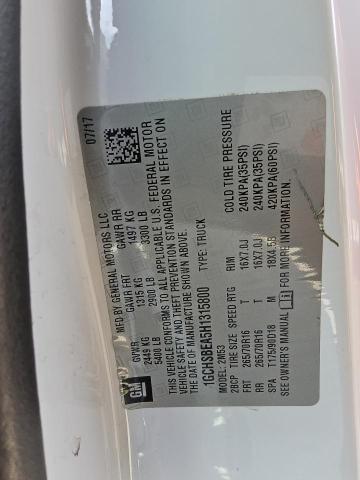 07/17
MFD BY GENERAL MOTORS LLC
GVWR GAWR FRT GAWR RR
2449 KG 1315 KG 1497 KG
5400 LB 2900 LB 3300 LB
THIS VEHICLE CONFORMS TO ALL APPLICABLE U.S. FEDERAL MOTOR
VEHICLE SAFETY AND THEFT PREVENTION STANDARDS IN EFFECT ON
THE DATE OF MANUFACTURE SHOWN ABOVE.
1GCHSBEA5H1315800 TYPE: TRUCK
GM MODEL: 2M53
2BCP TIRE SIZE SPEED RTG RIM COLD TIRE PRESSURE
FRT 265/70R16 T 16X7.0J 240KPA(35PSI)
RR 265/70R16 T 16X7.0J 240KPA(35PSI)
SPA T175/90D18 M 18X4.5B 420KPA(60PSI)
SEE OWNER'S MANUAL FOR MORE INFORMATION.